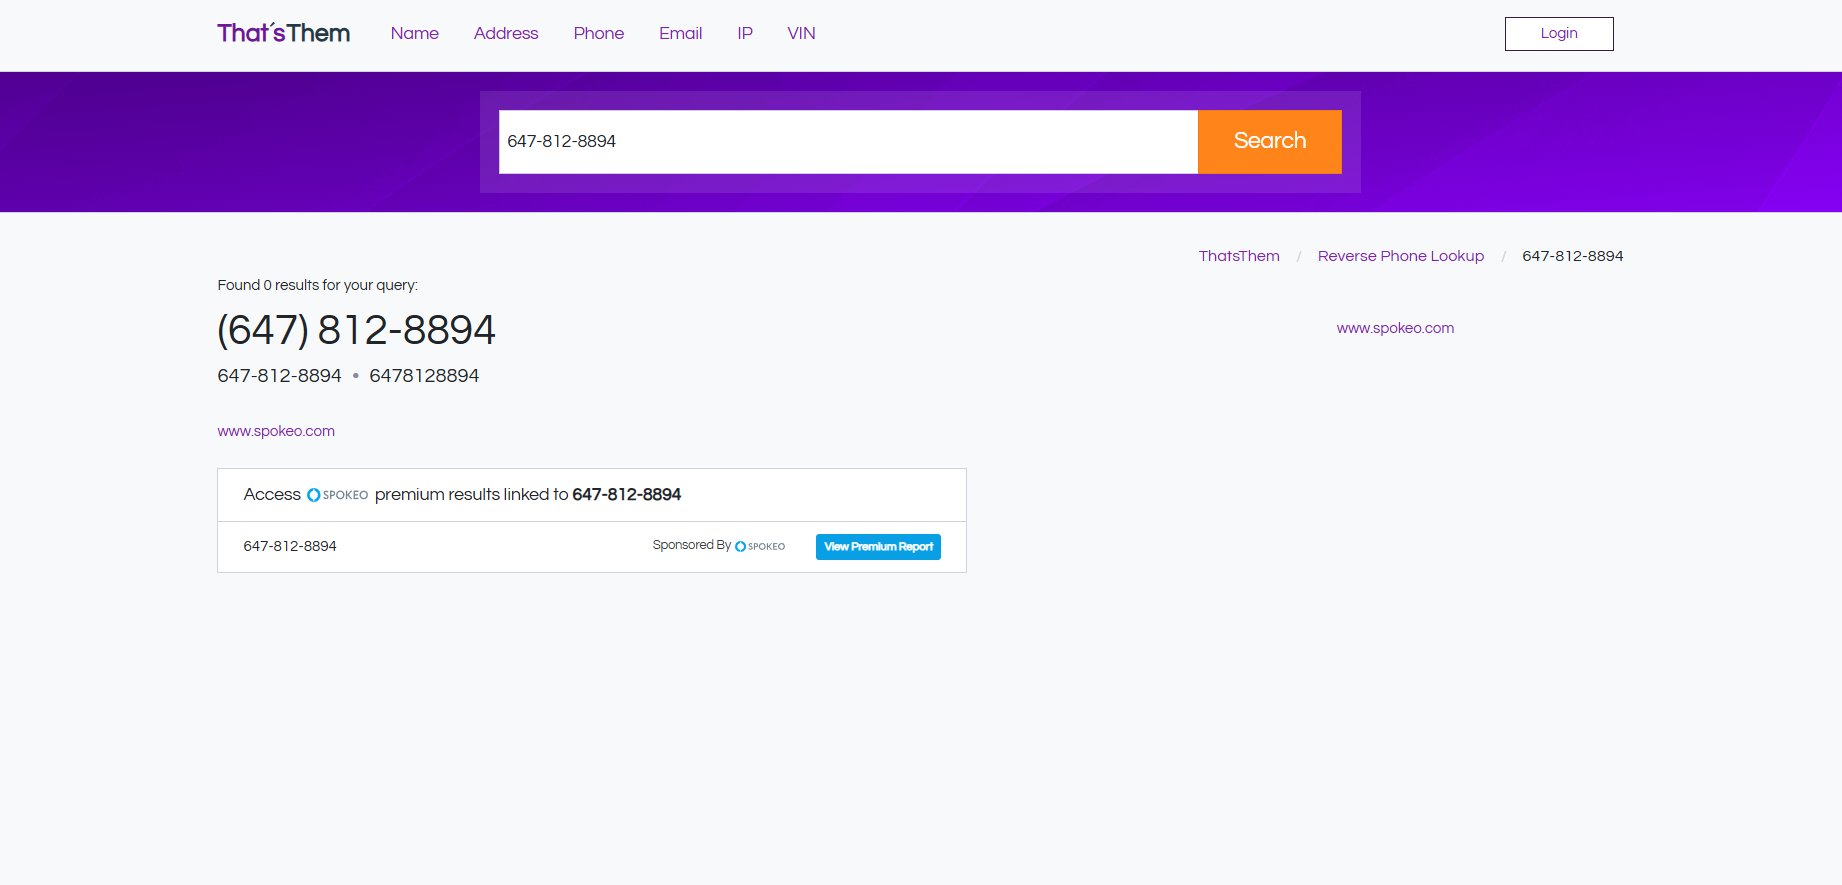 That´sThem Name Address Phone Email IP VIN Login
647-812-8894 Search
ThatsThem / Reverse Phone Lookup / 647-812-8894
Found 0 results for your query:
(647) 812-8894
www.spokeo.com
647-812-8894 • 6478128894
www.spokeo.com
Access SPOKEO premium results linked to 647-812-8894
647-812-8894 Sponsored By SPOKEO View Premium Report